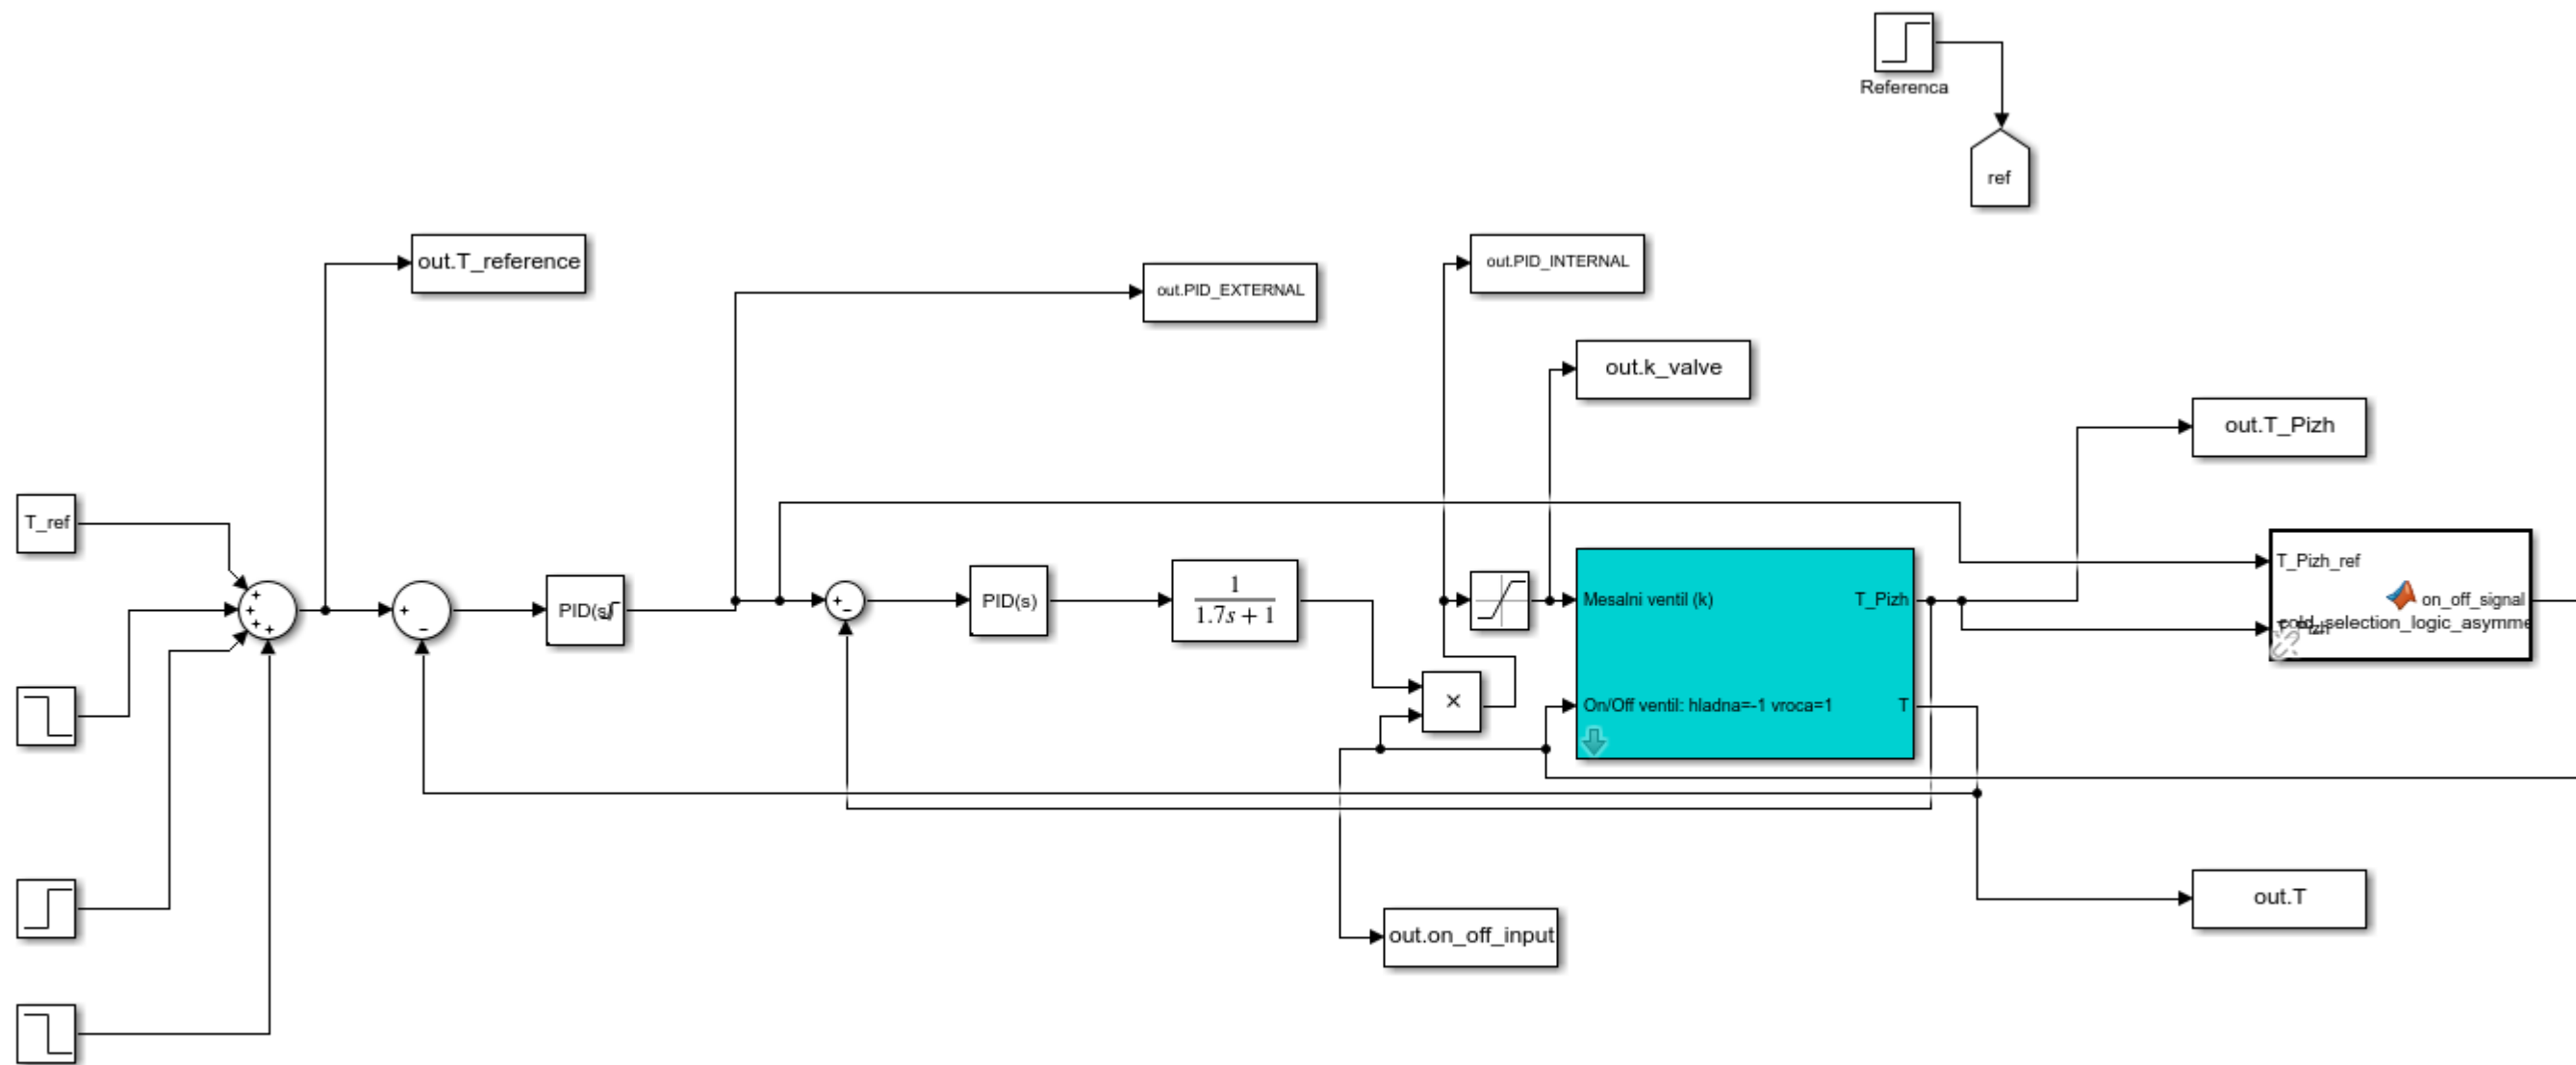 Referenca
ref
out.T_reference
out.PID_INTERNAL
out.PID_EXTERNAL
out.k_valve
out.T_Pizh
T_ref
+
+
+
+
+
−
PID(s)
+
−
PID(s)
1
1.7s + 1
Mesalni ventil (k)
T_Pizh
T_Pizh_ref
on_off_signal
_selection_logic_asymme
×
On/Off ventil: hladna=-1 vroca=1
T
out.T
out.on_off_input